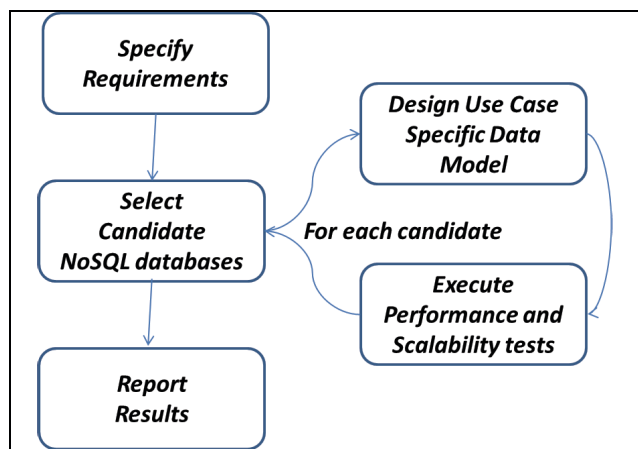 Specify
Requirements
Select
Candidate
NoSQL databases
Report
Results
For each candidate
Design Use Case
Specific Data
Model
Execute
Performance and
Scalability tests